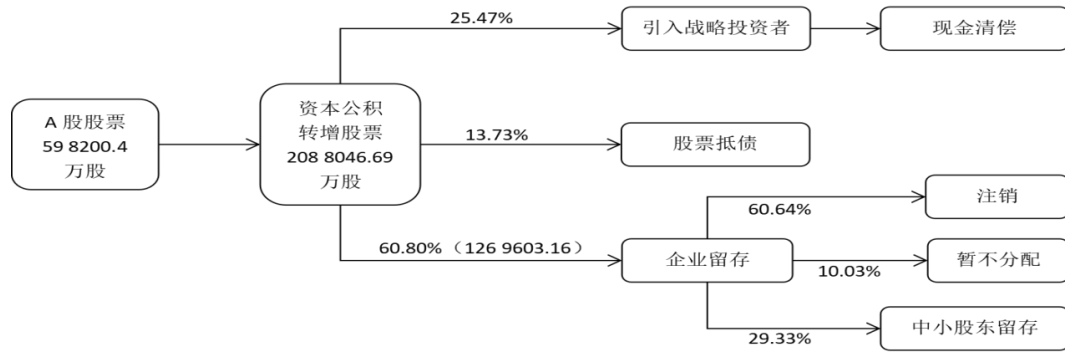 25.47%
引入战略投资者
现金清偿
A 股股票
59 8200.4
万股
资本公积
转增股票
208 8046.69
万股
13.73%
股票抵债
60.80%（126 9603.16）
企业留存
60.64%
注销
10.03%
暂不分配
29.33%
中小股东留存